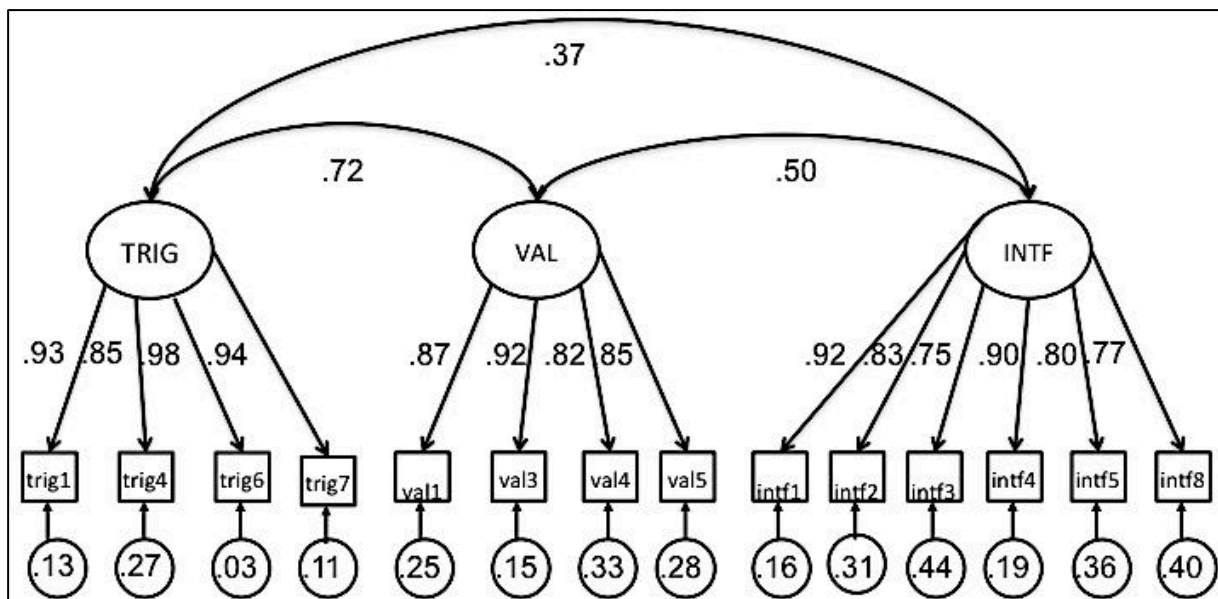 .37
.72 .50
TRIG VAL INTF
.93 .85 .98 .94 .87 .92 .82 .85 .92 .83 .75 .90 .80 .77
trig1 trig4 trig6 trig7 val1 val3 val4 val5 intf1 intf2 intf3 intf4 intf5 intf8
.13 .27 .03 .11 .25 .15 .33 .28 .16 .31 .44 .19 .36 .40